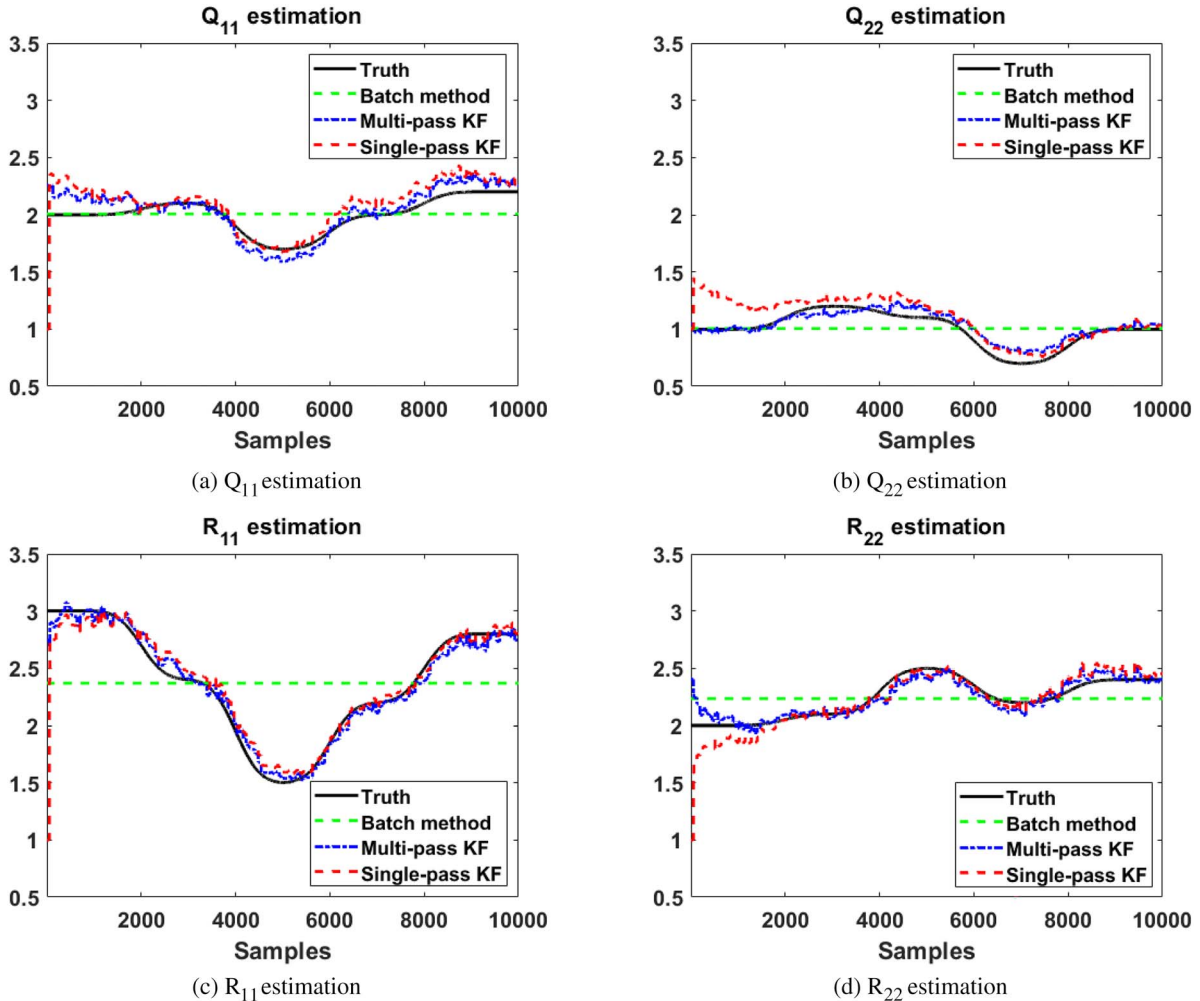 Q11 estimation
3.5
3
2.5
2
1.5
1
0.5
Truth
Batch method
Multi-pass KF
Single-pass KF
2000 4000 6000 8000 10000
Samples
(a) Q11 estimation
Q22 estimation
3.5
3
2.5
2
1.5
1
0.5
Truth
Batch method
Multi-pass KF
Single-pass KF
2000 4000 6000 8000 10000
Samples
(b) Q22 estimation
R11 estimation
3.5
3
2.5
2
1.5
1
0.5
Truth
Batch method
Multi-pass KF
Single-pass KF
2000 4000 6000 8000 10000
Samples
(c) R11 estimation
R22 estimation
3.5
3
2.5
2
1.5
1
0.5
Truth
Batch method
Multi-pass KF
Single-pass KF
2000 4000 6000 8000 10000
Samples
(d) R22 estimation